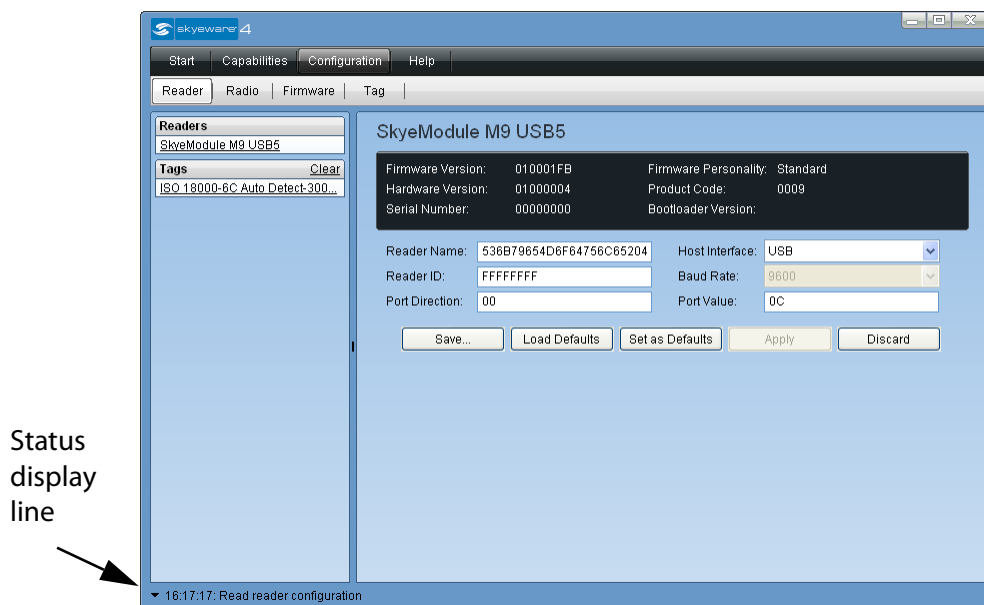 skyeware 4
Start Capabilities Configuration Help
Reader Radio Firmware Tag
Readers
SkyeModule M9 USB5
Tags Clear
ISO 18000-6C Auto Detect-300...
SkyeModule M9 USB5
Firmware Version: 010001FB Firmware Personality: Standard
Hardware Version: 01000004 Product Code: 0009
Serial Number: 00000000 Bootloader Version:
Reader Name: 536B79654D6F64756C65204 Host Interface: USB
Reader ID: FFFFFFFF Baud Rate: 9600
Port Direction: 00 Port Value: 0C
Save... Load Defaults Set as Defaults Apply Discard
Status
display
line
16:17:17: Read reader configuration